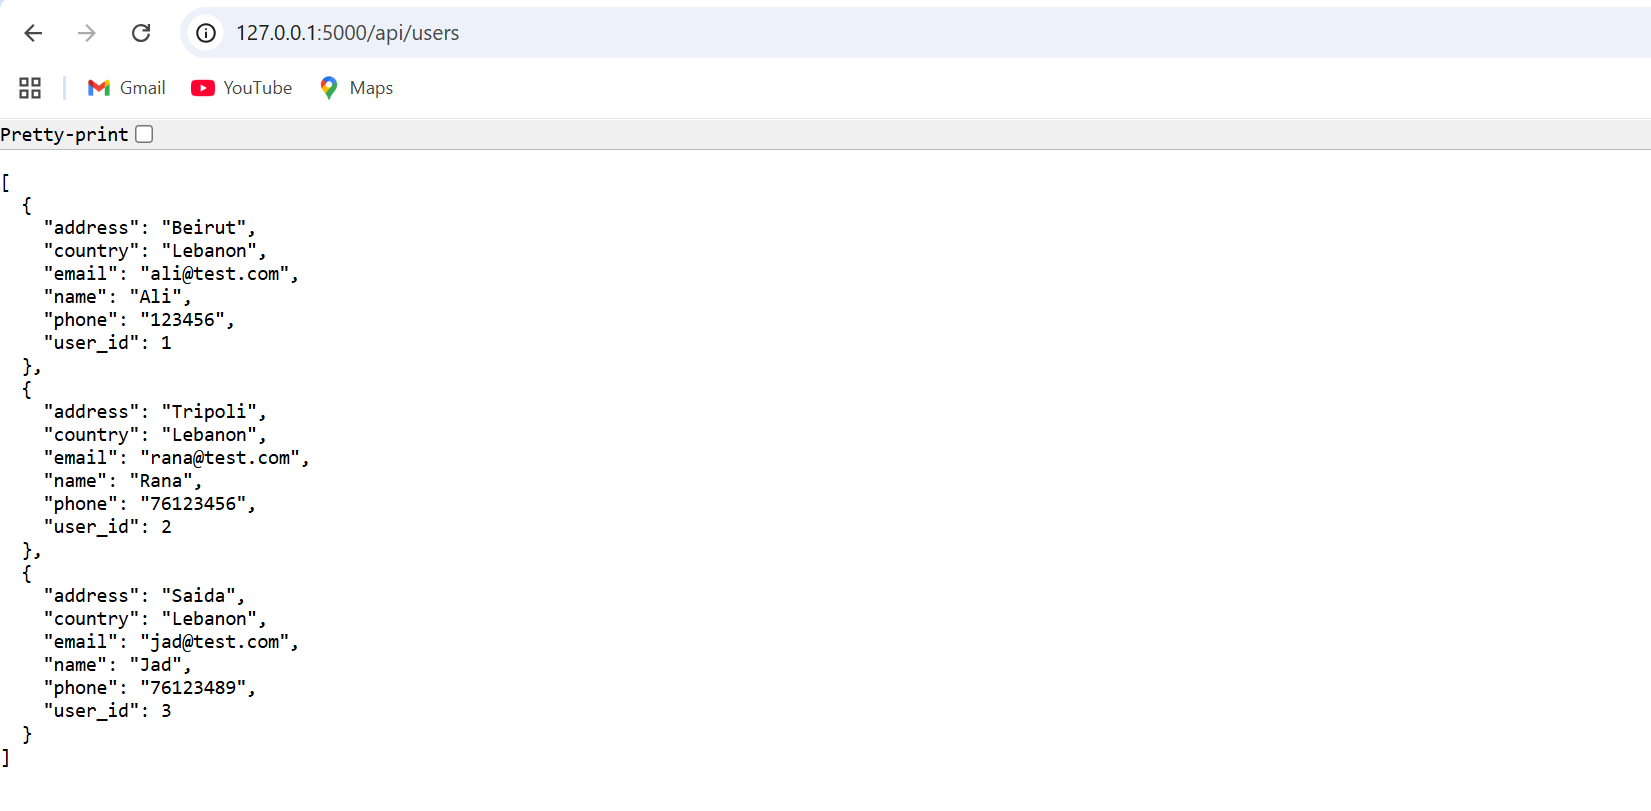 127.0.0.1:5000/api/users
Gmail YouTube Maps
Pretty-print
[
  {
    "address": "Beirut",
    "country": "Lebanon",
    "email": "ali@test.com",
    "name": "Ali",
    "phone": "123456",
    "user_id": 1
  },
  {
    "address": "Tripoli",
    "country": "Lebanon",
    "email": "rana@test.com",
    "name": "Rana",
    "phone": "76123456",
    "user_id": 2
  },
  {
    "address": "Saida",
    "country": "Lebanon",
    "email": "jad@test.com",
    "name": "Jad",
    "phone": "76123489",
    "user_id": 3
  }
]